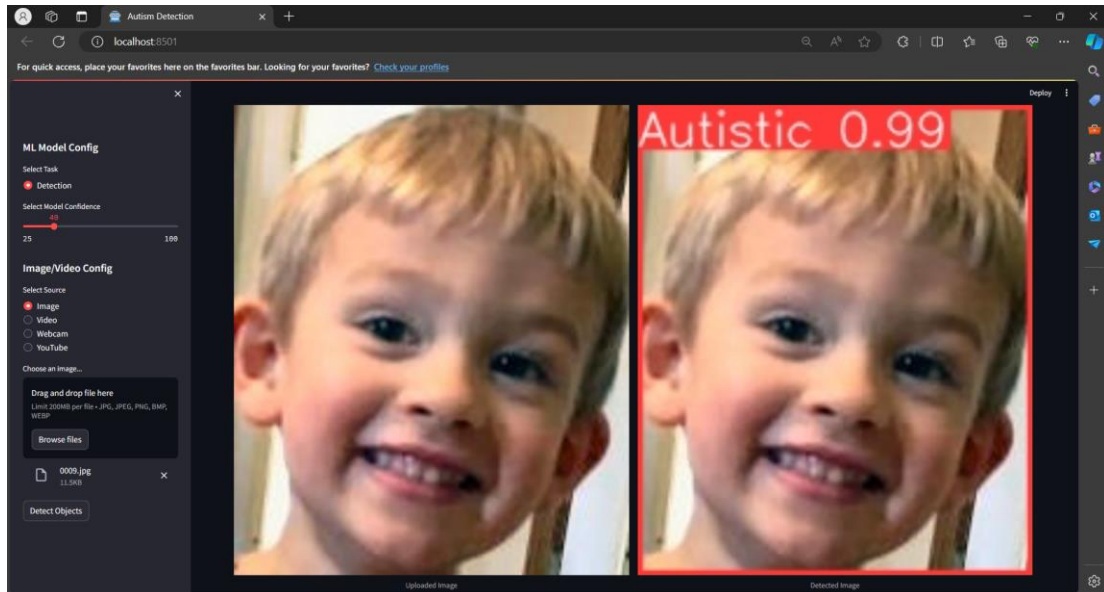 Autism Detection
localhost:8501
For quick access, place your favorites here on the favorites bar. Looking for your favorites? Check your profiles
Deploy
ML Model Config
Select Task
Detection
Select Model Confidence
40
25 100
Image/Video Config
Select Source
Image
Video
Webcam
YouTube
Choose an image...
Drag and drop file here
Limit 200MB per file • JPG, JPEG, PNG, BMP,
WEBP
Browse files
0009.jpg
11.5KB
Detect Objects
Autistic 0.99
Uploaded Image
Detected Image